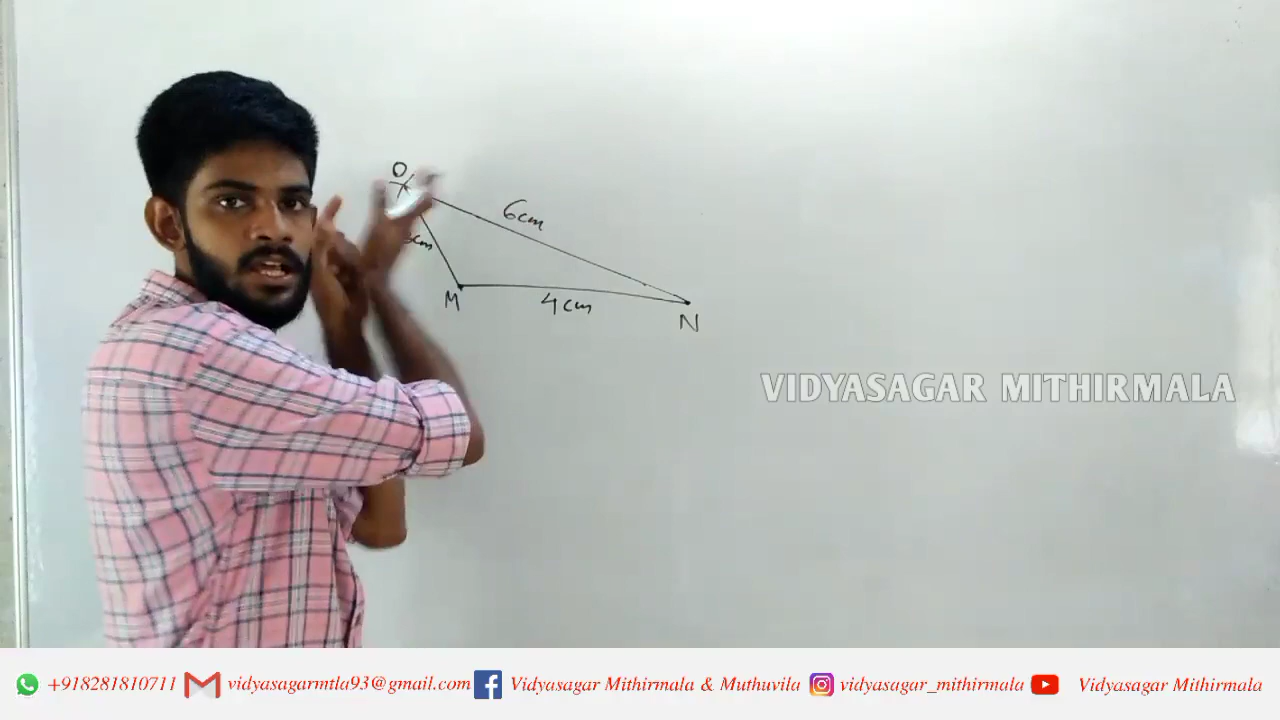 O
6cm
M
4cm
N
VIDYASAGAR MITHIRMALA
+918281810711 vidyasagarmtla93@gmail.com Vidyasagar Mithirmala & Muthuvila vidyasagar_mithirmala Vidyasagar Mithirmala